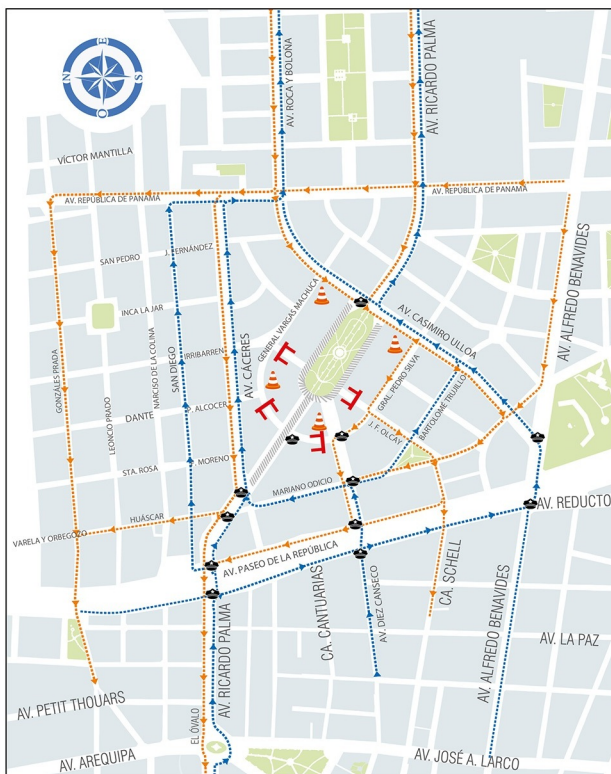 E
N
S
O
AV. ROCA Y BOLOÑA
AV. RICARDO PALMA
VÍCTOR MANTILLA
AV. REPÚBLICA DE PANAMÁ
AV. REPÚBLICA DE PANAMÁ
SAN PEDRO
J. FERNÁNDEZ
INCA
LA JAR
GENERAL VARGAS MACHUCA
AV. CASIMIRO ULLOA
AV. ALFREDO BENAVIDES
GONZÁLES PRADA
LEONCIO PRADO
NARCISO DE LA COLINA
SAN DIEGO
IRRIBARREN
AV. CÁCERES
GRAL. PEDRO SILVA
BARTOLOMÉ TRUJILLO
DANTE
ALCOCER
J. F. OLCAY
STA. ROSA
MORENO
MARIANO ODICIO
HUÁSCAR
AV. REDUCTO
VARELA Y ORBEGOZO
AV. PASEO DE LA REPÚBLICA
CA. CANTUARIAS
AV. DIEZ CANSECO
CA. SCHELL
AV. ALFREDO BENAVIDES
AV. RICARDO PALMA
AV. LA PAZ
AV. PETIT THOUARS
EL ÓVALO
AV. AREQUIPA
AV. JOSÉ A. LARCO